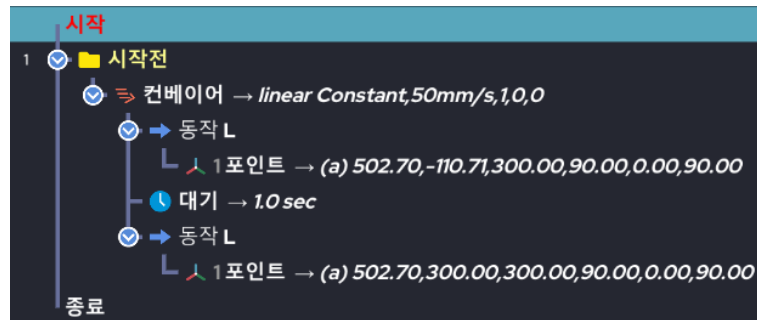 시작
1 시작전
컨베이어 → linear Constant,50mm/s,1,0,0
동작 L
1 포인트 → (a) 502.70,-110.71,300.00,90.00,0.00,90.00
대기 → 1.0 sec
동작 L
1 포인트 → (a) 502.70,300.00,300.00,90.00,0.00,90.00
종료